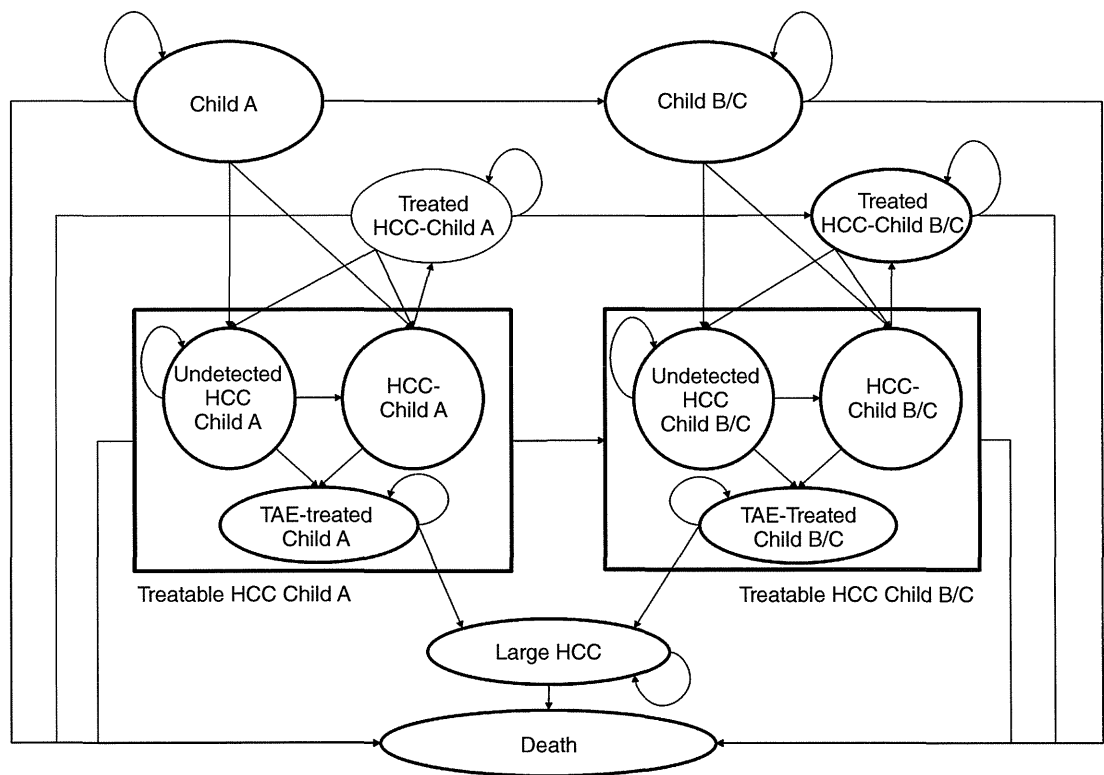 Child A
Child B/C
Treated
HCC-Child A
Treated
HCC-Child B/C
Undetected
HCC
Child A
HCC-
Child A
Undetected
HCC
Child B/C
HCC-
Child B/C
TAE-treated
Child A
TAE-Treated
Child B/C
Treatable HCC Child A
Treatable HCC Child B/C
Large HCC
Death